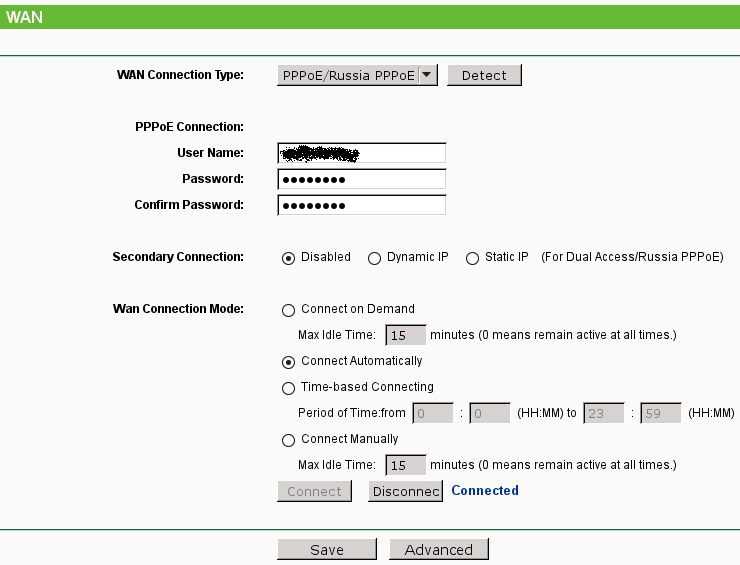 WAN
WAN Connection Type: PPPoE/Russia PPPoE Detect
PPPoE Connection:
User Name:
Password: ••••••••
Confirm Password: ••••••••
Secondary Connection: Disabled Dynamic IP Static IP (For Dual Access/Russia PPPoE)
Wan Connection Mode: Connect on Demand
Max Idle Time: 15 minutes (0 means remain active at all times.)
Connect Automatically
Time-based Connecting
Period of Time:from 0 : 0 (HH:MM) to 23 : 59 (HH:MM)
Connect Manually
Max Idle Time: 15 minutes (0 means remain active at all times.)
Connect Disconnec Connected
Save Advanced